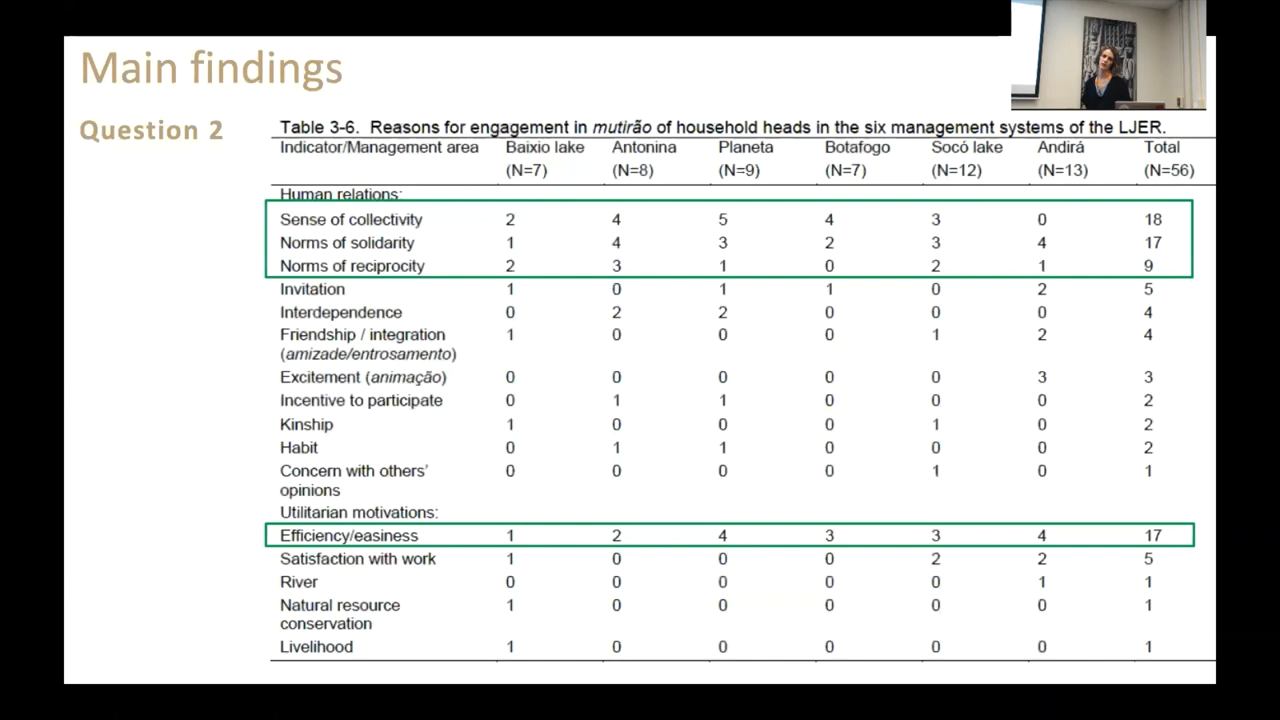 Main findings
Question 2
Table 3-6. Reasons for engagement in mutirão of household heads in the six management systems of the LJER.
Indicator/Management area Baixio lake Antonina Planeta Botafogo Socó lake Andirá Total
(N=7) (N=8) (N=9) (N=7) (N=12) (N=13) (N=56)
Human relations:
Sense of collectivity 2 4 5 4 3 0 18
Norms of solidarity 1 4 3 2 3 4 17
Norms of reciprocity 2 3 1 0 2 1 9
Invitation 1 0 1 1 0 2 5
Interdependence 0 2 2 0 0 0 4
Friendship / integration 1 0 0 0 1 2 4
(amizade/entrosamento)
Excitement (animação) 0 0 0 0 0 3 3
Incentive to participate 0 1 1 0 0 0 2
Kinship 1 0 0 0 1 0 2
Habit 0 1 1 0 0 0 2
Concern with others' 0 0 0 0 1 0 1
opinions
Utilitarian motivations:
Efficiency/easiness 1 2 4 3 3 4 17
Satisfaction with work 1 0 0 0 2 2 5
River 0 0 0 0 0 1 1
Natural resource 1 0 0 0 0 0 1
conservation
Livelihood 1 0 0 0 0 0 1